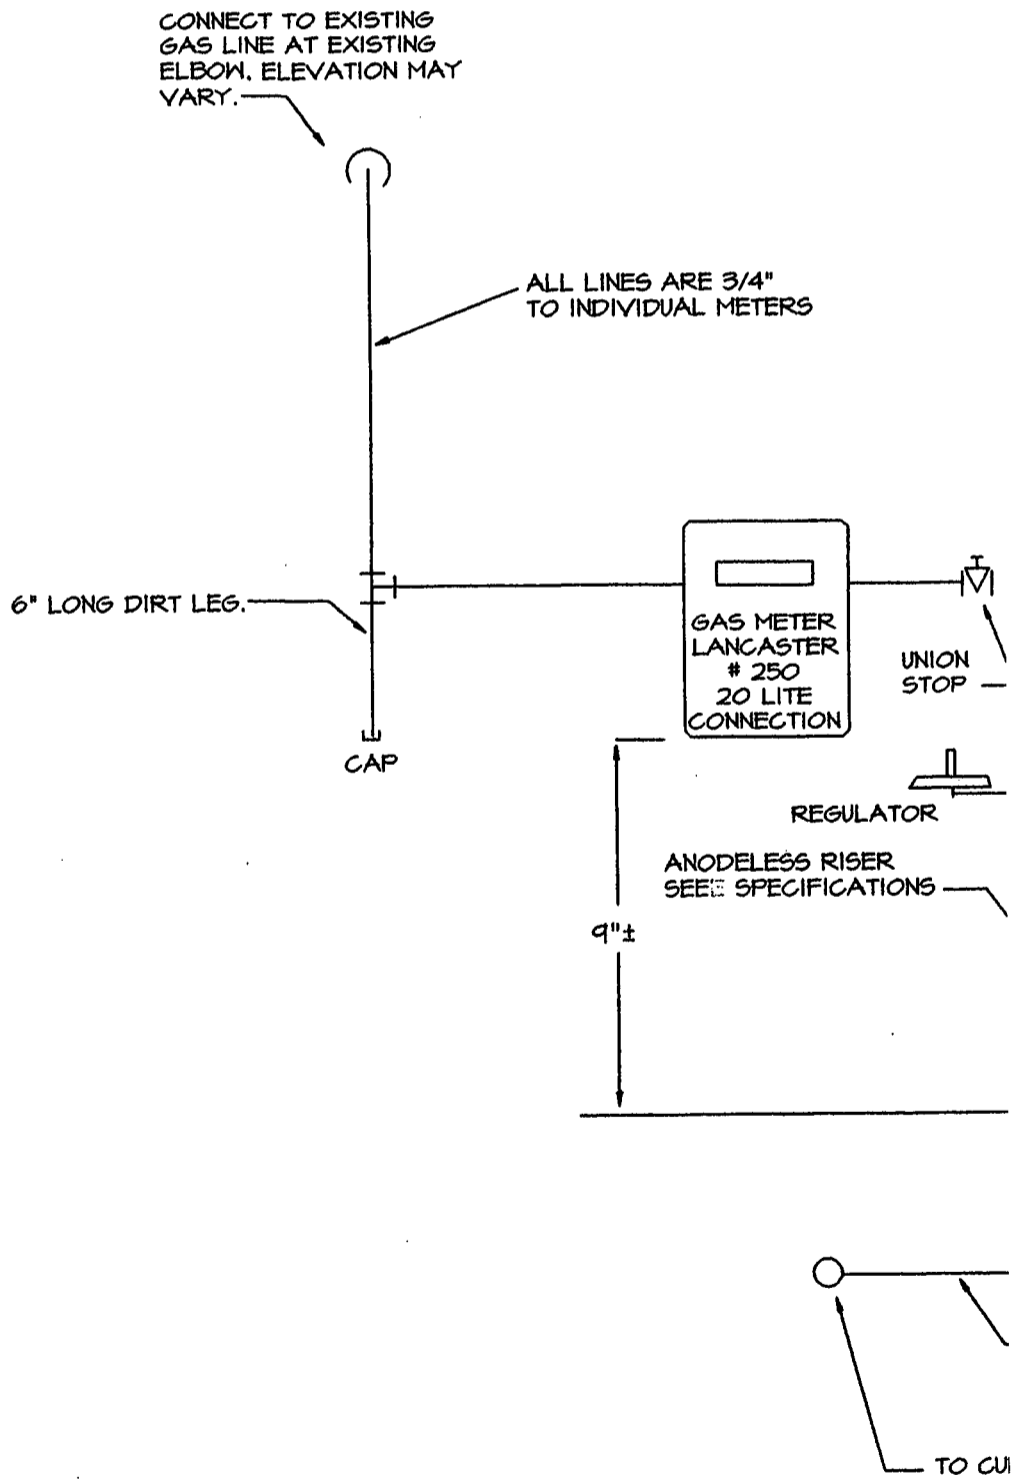 CONNECT TO EXISTING
GAS LINE AT EXISTING
ELBOW. ELEVATION MAY
VARY.
ALL LINES ARE 3/4"
TO INDIVIDUAL METERS
6" LONG DIRT LEG.
GAS METER
LANCASTER
# 250
20 LITE
CONNECTION
UNION
STOP
CAP
REGULATOR
ANODELESS RISER
SEE SPECIFICATIONS
9"±
TO